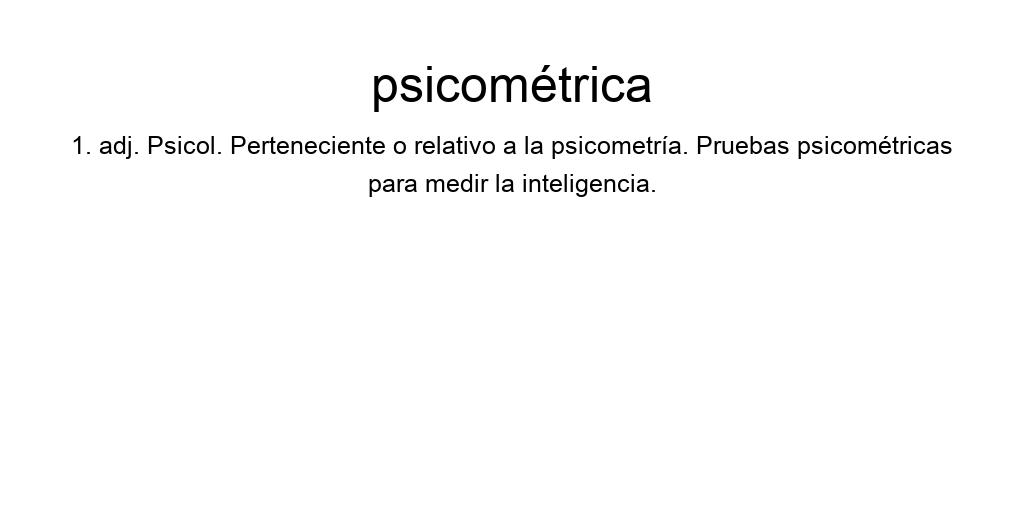 psicométrica
1. adj. Psicol. Perteneciente o relativo a la psicometría. Pruebas psicométricas
para medir la inteligencia.